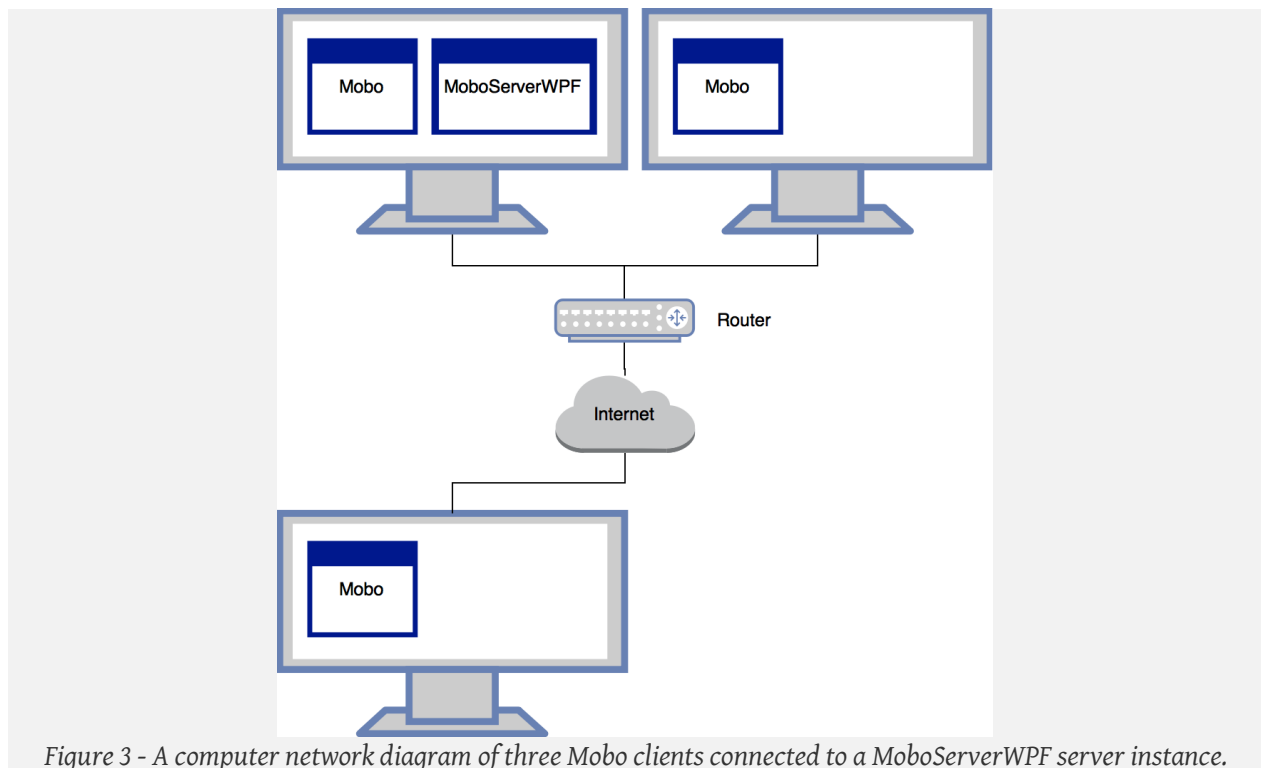 Mobo
MoboServerWPF
Mobo
Router
Internet
Mobo
Figure 3 - A computer network diagram of three Mobo clients connected to a MoboServerWPF server instance.